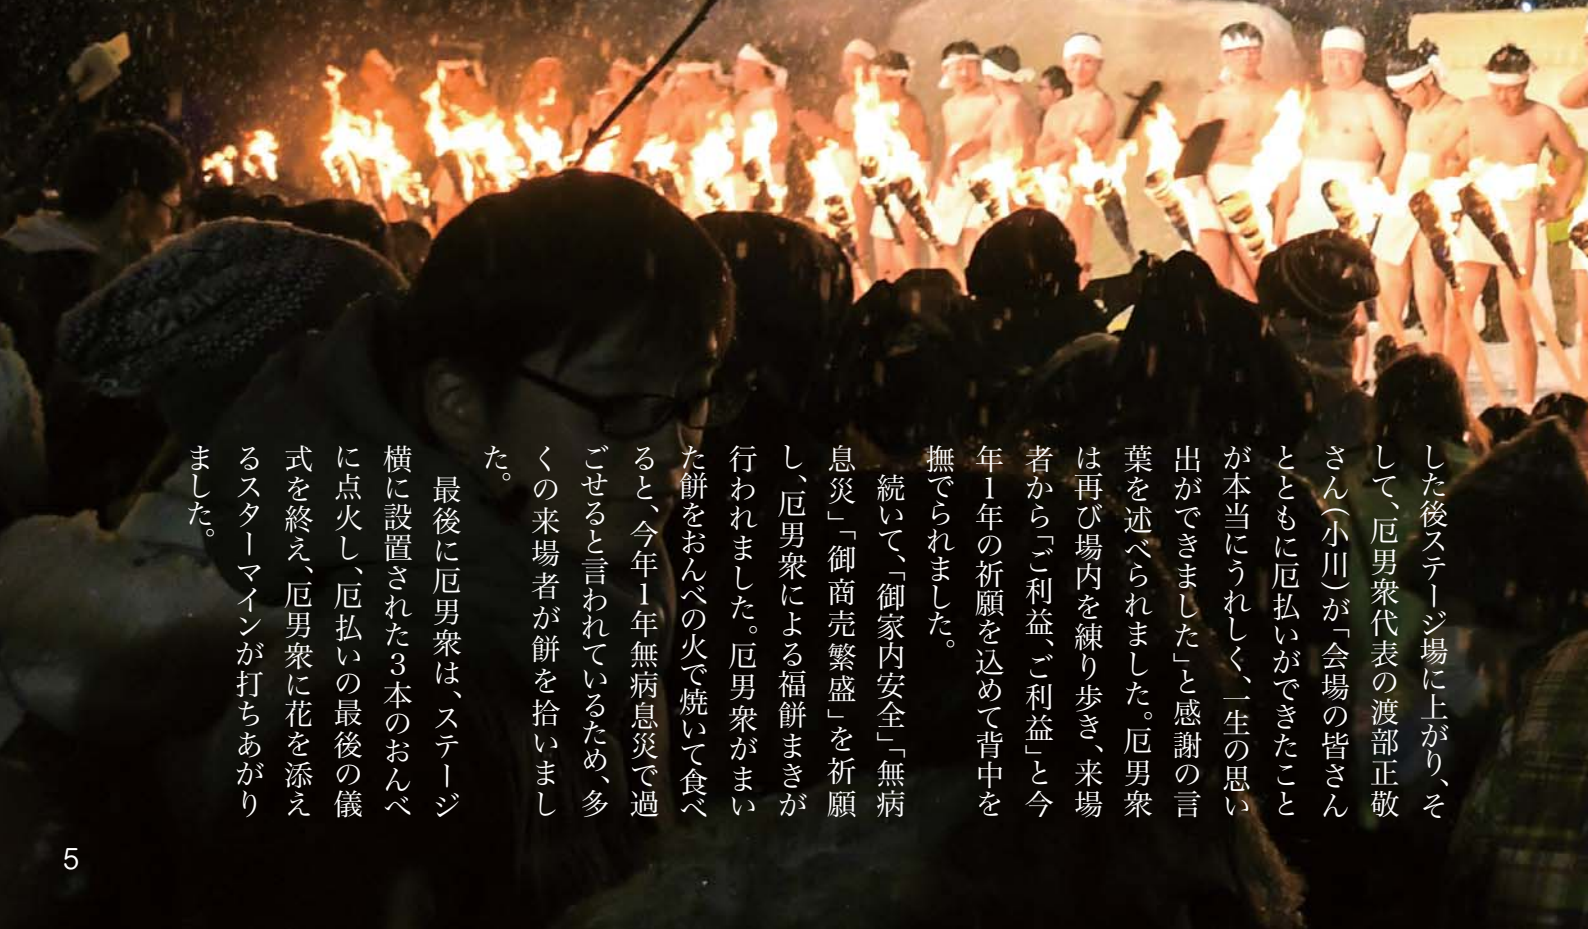 した後ステージ場に上がり、そ
して、厄男衆代表の渡部正敬
さん(小川)が「会場の皆さん
とともに厄払いができたこと
が本当にうれしく、一生の思い
出ができました」と感謝の言
葉を述べられました。厄男衆
は再び場内を練り歩き、来場
者から「ご利益、ご利益」と今
年1年の祈願を込めて背中を
撫でられました。
続いて、「御家内安全」「無病
息災」「御商売繁盛」を祈願
し、厄男衆による福餅まきが
行われました。厄男衆がまい
た餅をおんべの火で焼いて食べ
ると、今年1年無病息災で過
ごせると言われているため、多
くの来場者が餅を拾いまし
た。
最後に厄男衆は、ステージ
横に設置された3本のおんべ
に点火し、厄払いの最後の儀
式を終え、厄男衆に花を添え
るスターマインが打ちあがり
ました。
5